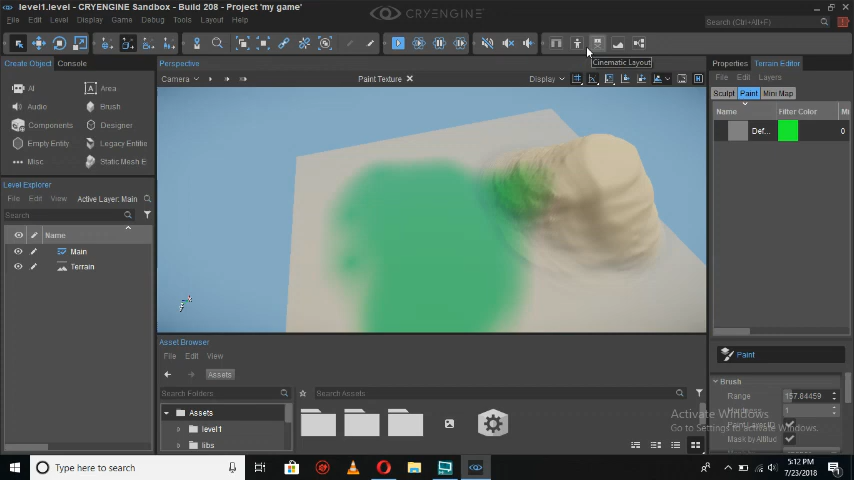 level1.level - CRYENGINE Sandbox - Build 208 - Project 'my game'
CRYENGINE
File Edit Level Display Game Debug Tools Layout Help
Search (Ctrl+Alt+F)
Cinematic Layout
Create Object Console
AI Area
Audio Brush
Components Designer
Empty Entity Legacy Entitie
Misc Static Mesh E
Level Explorer
File Edit View Active Layer: Main
Search
Name
Main
Terrain
Perspective
Camera Paint Texture Display
Properties Terrain Editor
File Edit Layers
Sculpt Paint Mini Map
Name Filter Color Mi
Def... 0
Paint
Brush
Range 157.84459
Hardness 1
Mask by Altitud
Activate Windows
Go to Settings to activate Windows.
Asset Browser
File Edit View
Assets
Search Folders Search Assets
Assets
level1
libs
Type here to search
5:12 PM
7/23/2018